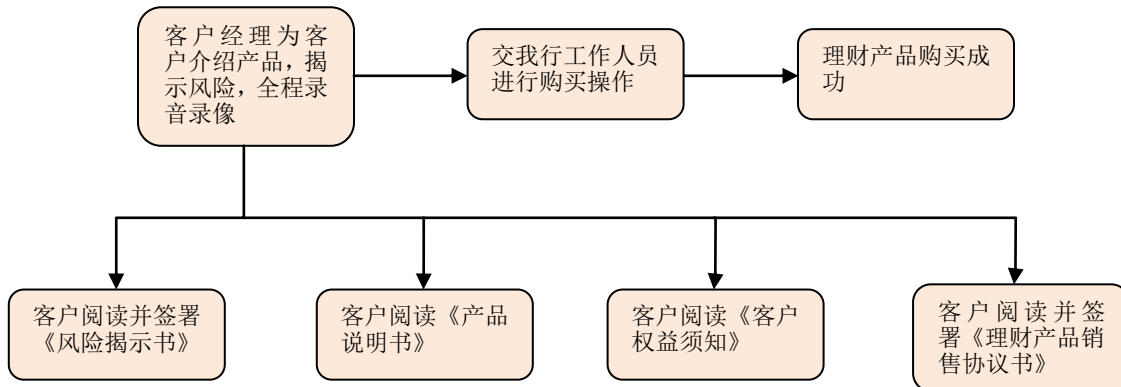 客户经理为客
户介绍产品，揭
示风险，全程录
音录像
交我行工作人员
进行购买操作
理财产品购买成
功
客户阅读并签署
《风险揭示书》
客户阅读《产品
说明书》
客户阅读《客户
权益须知》
客户阅读并签
署《理财产品销
售协议书》